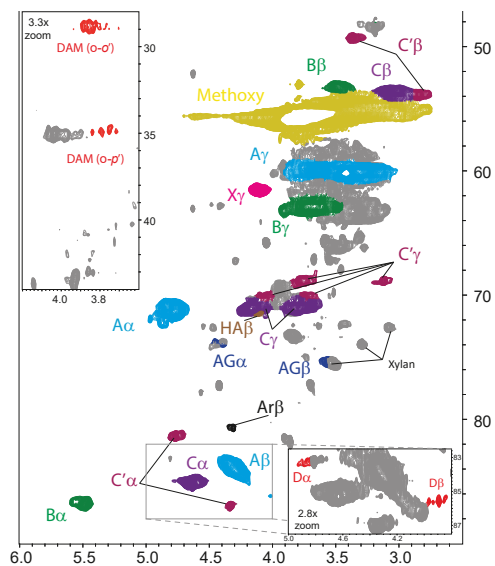 3.3x
zoom
DAM (o-o′)
DAM (o-p′)
30
35
40
4.0
3.8
50
60
70
80
90
C′β
Bβ
Cβ
Methoxy
Aγ
Xγ
Bγ
C′γ
Aα
HAβ
Cγ
AGα
AGβ
Xylan
Arβ
Cα
Aβ
C′α
Bα
Dα
Dβ
2.8x
zoom
83
85
87
5.0
4.6
4.2
6.0
5.0
4.5
4.0
3.5
3.0